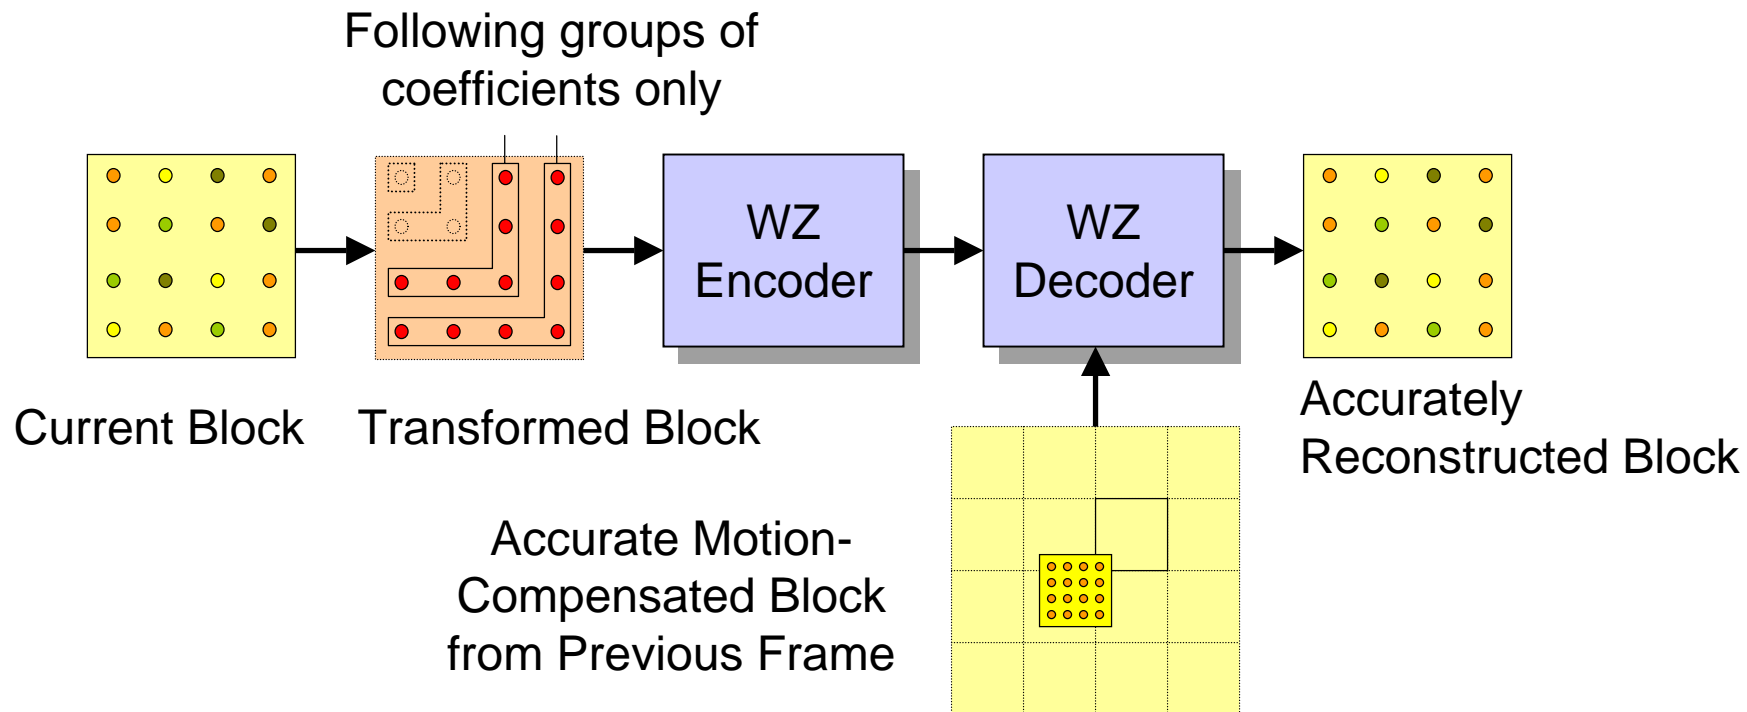 Following groups of
coefficients only
WZ
Encoder
WZ
Decoder
Current Block
Transformed Block
Accurately
Reconstructed Block
Accurate Motion-
Compensated Block
from Previous Frame